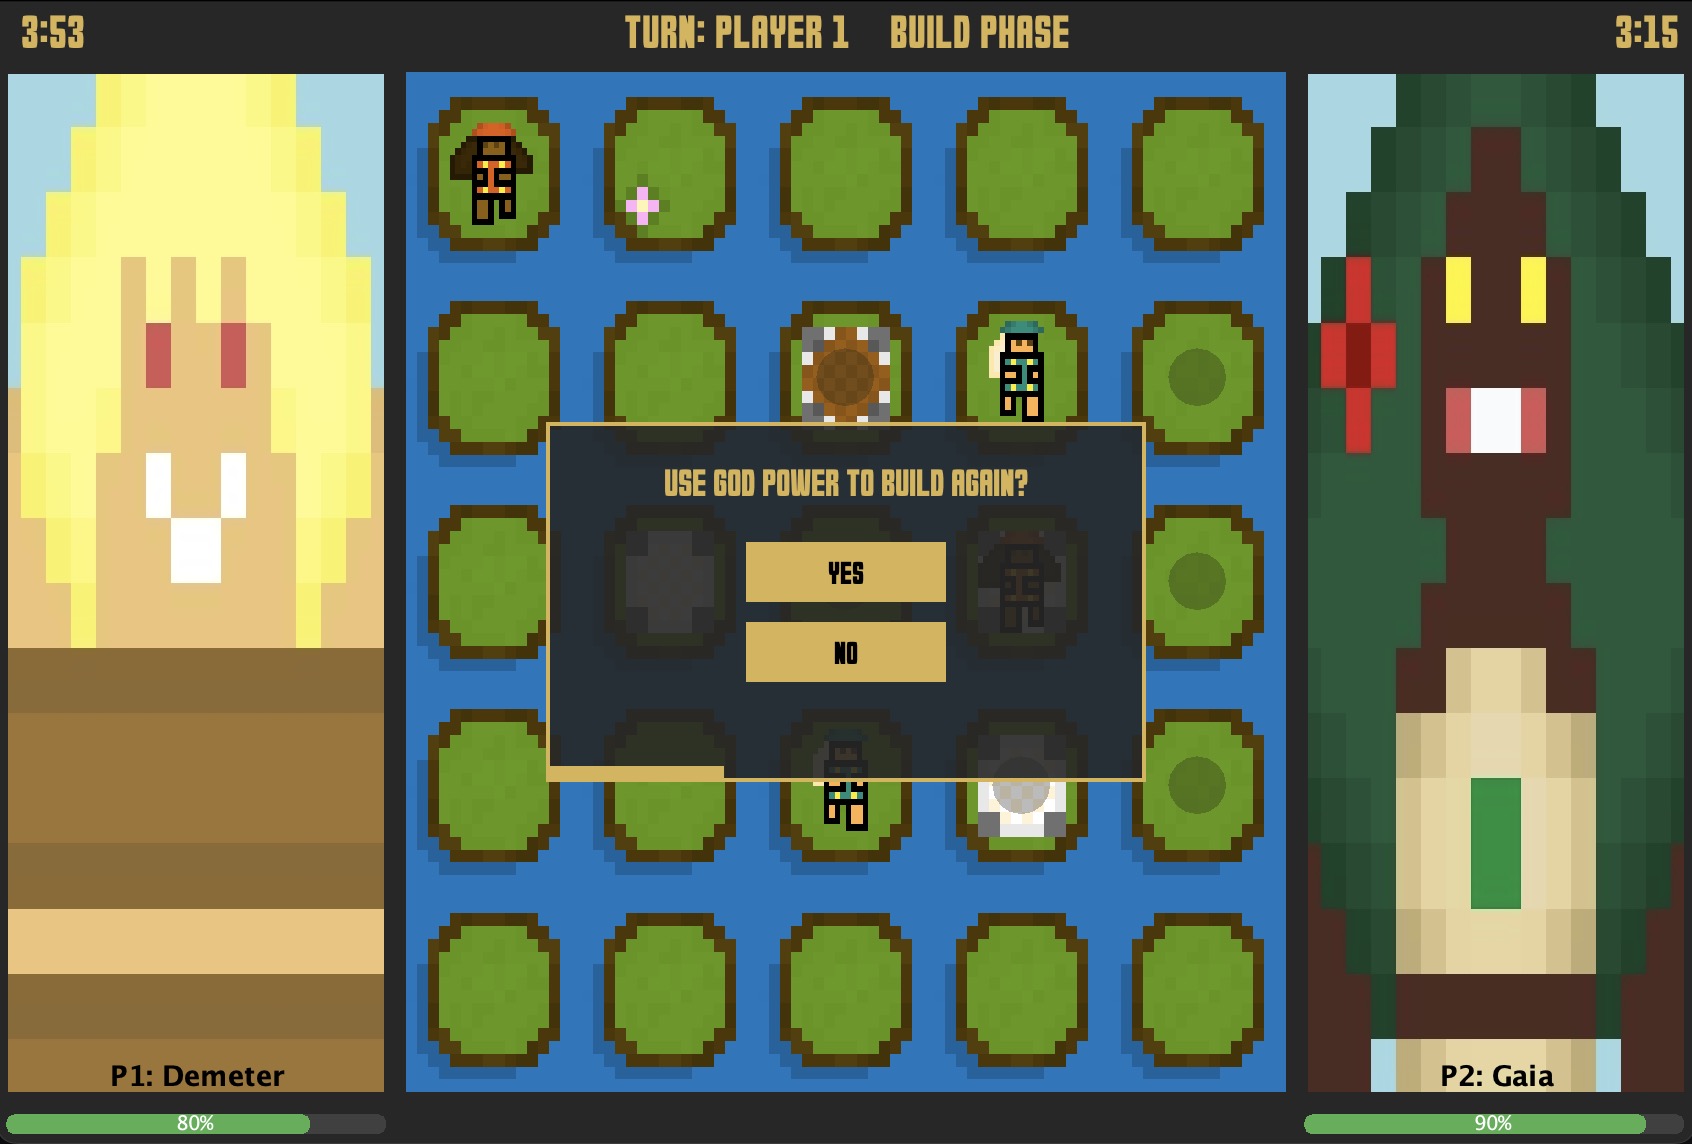 3:53
TURN: PLAYER 1 BUILD PHASE
3:15
USE GOD POWER TO BUILD AGAIN?
YES
NO
P1: Demeter
P2: Gaia
80%
90%